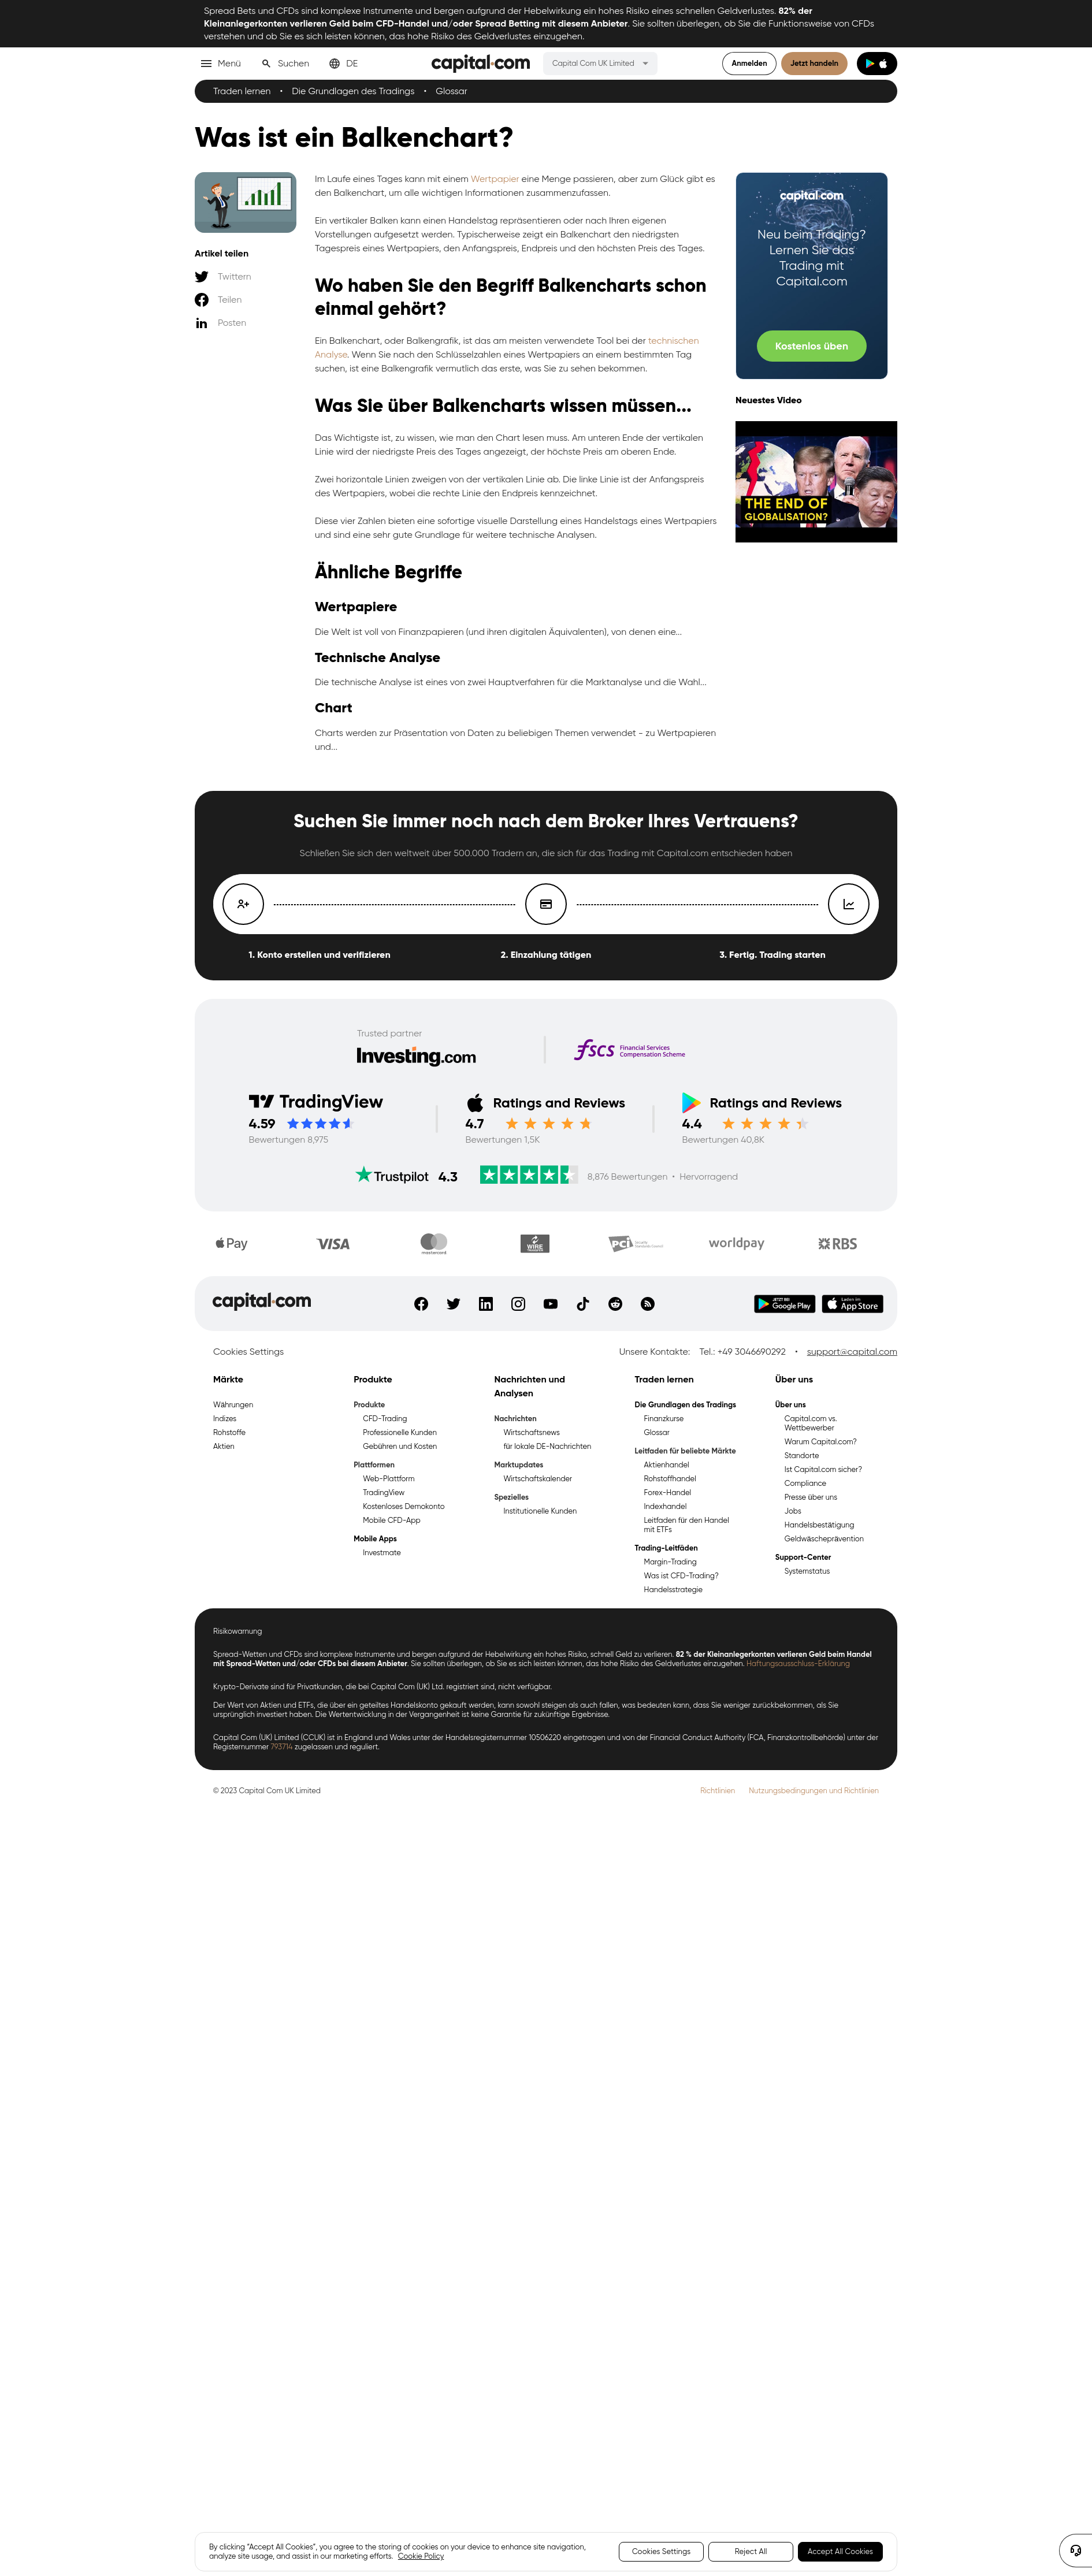 Spread Bets und CFDs sind komplexe Instrumente und bergen aufgrund der Hebelwirkung ein hohes Risiko eines schnellen Geldverlustes. 82% der
Kleinanlegerkonten verlieren Geld beim CFD-Handel und/oder Spread Betting mit diesem Anbieter. Sie sollten überlegen, ob Sie die Funktionsweise von CFDs
verstehen und ob Sie es sich leisten können, das hohe Risiko des Geldverlustes einzugehen.
Menü
Suchen
DE
capital.com
Capital Com UK Limited
Anmelden
Jetzt handeln
Traden lernen • Die Grundlagen des Tradings • Glossar
Was ist ein Balkenchart?
Artikel teilen
Twittern
Teilen
Posten
Im Laufe eines Tages kann mit einem Wertpapier eine Menge passieren, aber zum Glück gibt es
den Balkenchart, um alle wichtigen Informationen zusammenzufassen.
Ein vertikaler Balken kann einen Handelstag repräsentieren oder nach Ihren eigenen
Vorstellungen aufgesetzt werden. Typischerweise zeigt ein Balkenchart den niedrigsten
Tagespreis eines Wertpapiers, den Anfangspreis, Endpreis und den höchsten Preis des Tages.
Wo haben Sie den Begriff Balkencharts schon
einmal gehört?
Ein Balkenchart, oder Balkengrafik, ist das am meisten verwendete Tool bei der technischen
Analyse. Wenn Sie nach den Schlüsselzahlen eines Wertpapiers an einem bestimmten Tag
suchen, ist eine Balkengrafik vermutlich das erste, was Sie zu sehen bekommen.
Was Sie über Balkencharts wissen müssen...
Das Wichtigste ist, zu wissen, wie man den Chart lesen muss. Am unteren Ende der vertikalen
Linie wird der niedrigste Preis des Tages angezeigt, der höchste Preis am oberen Ende.
Zwei horizontale Linien zweigen von der vertikalen Linie ab. Die linke Linie ist der Anfangspreis
des Wertpapiers, wobei die rechte Linie den Endpreis kennzeichnet.
Diese vier Zahlen bieten eine sofortige visuelle Darstellung eines Handelstags eines Wertpapiers
und sind eine sehr gute Grundlage für weitere technische Analysen.
Ähnliche Begriffe
Wertpapiere
Die Welt ist voll von Finanzpapieren (und ihren digitalen Äquivalenten), von denen eine...
Technische Analyse
Die technische Analyse ist eines von zwei Hauptverfahren für die Marktanalyse und die Wahl...
Chart
Charts werden zur Präsentation von Daten zu beliebigen Themen verwendet - zu Wertpapieren
und...
capital.com
Neu beim Trading?
Lernen Sie das
Trading mit
Capital.com
Kostenlos üben
Neuestes Video
THE END OF
GLOBALISATION?
Suchen Sie immer noch nach dem Broker Ihres Vertrauens?
Schließen Sie sich den weltweit über 500.000 Tradern an, die sich für das Trading mit Capital.com entschieden haben
1. Konto erstellen und verifizieren
2. Einzahlung tätigen
3. Fertig. Trading starten
Trusted partner
Investing.com
fscs Financial Services
Compensation Scheme
TradingView
4.59
Bewertungen 8,975
Ratings and Reviews
4.7
Bewertungen 1,5K
Ratings and Reviews
4.4
Bewertungen 40,8K
Trustpilot 4.3
8,876 Bewertungen • Hervorragend
Pay
VISA
mastercard
WIRE
PCI
worldpay
RBS
capital.com
JETZT BEI
Google Play
Laden im
App Store
Cookies Settings
Unsere Kontakte: Tel.: +49 3046690292 • support@capital.com
Märkte
Währungen
Indizes
Rohstoffe
Aktien
Produkte
Produkte
CFD-Trading
Professionelle Kunden
Gebühren und Kosten
Plattformen
Web-Plattform
TradingView
Kostenloses Demokonto
Mobile CFD-App
Mobile Apps
Investmate
Nachrichten und
Analysen
Nachrichten
Wirtschaftsnews
für lokale DE-Nachrichten
Marktupdates
Wirtschaftskalender
Spezielles
Institutionelle Kunden
Traden lernen
Die Grundlagen des Tradings
Finanzkurse
Glossar
Leitfaden für beliebte Märkte
Aktienhandel
Rohstoffhandel
Forex-Handel
Indexhandel
Leitfaden für den Handel
mit ETFs
Trading-Leitfäden
Margin-Trading
Was ist CFD-Trading?
Handelsstrategie
Über uns
Über uns
Capital.com vs.
Wettbewerber
Warum Capital.com?
Standorte
Ist Capital.com sicher?
Compliance
Presse über uns
Jobs
Handelsbestätigung
Geldwäscheprävention
Support-Center
Systemstatus
Risikowarnung
Spread-Wetten und CFDs sind komplexe Instrumente und bergen aufgrund der Hebelwirkung ein hohes Risiko, schnell Geld zu verlieren. 82 % der Kleinanlegerkonten verlieren Geld beim Handel
mit Spread-Wetten und/oder CFDs bei diesem Anbieter. Sie sollten überlegen, ob Sie es sich leisten können, das hohe Risiko des Geldverlustes einzugehen. Haftungsausschluss-Erklärung
Krypto-Derivate sind für Privatkunden, die bei Capital Com (UK) Ltd. registriert sind, nicht verfügbar.
Der Wert von Aktien und ETFs, die über ein geteiltes Handelskonto gekauft werden, kann sowohl steigen als auch fallen, was bedeuten kann, dass Sie weniger zurückbekommen, als Sie
ursprünglich investiert haben. Die Wertentwicklung in der Vergangenheit ist keine Garantie für zukünftige Ergebnisse.
Capital Com (UK) Limited (CCUK) ist in England und Wales unter der Handelsregisternummer 10506220 eingetragen und von der Financial Conduct Authority (FCA, Finanzkontrollbehörde) unter der
Registernummer 793714 zugelassen und reguliert.
© 2023 Capital Com UK Limited
Richtlinien
Nutzungsbedingungen und Richtlinien
By clicking "Accept All Cookies", you agree to the storing of cookies on your device to enhance site navigation,
analyze site usage, and assist in our marketing efforts. Cookie Policy
Cookies Settings
Reject All
Accept All Cookies